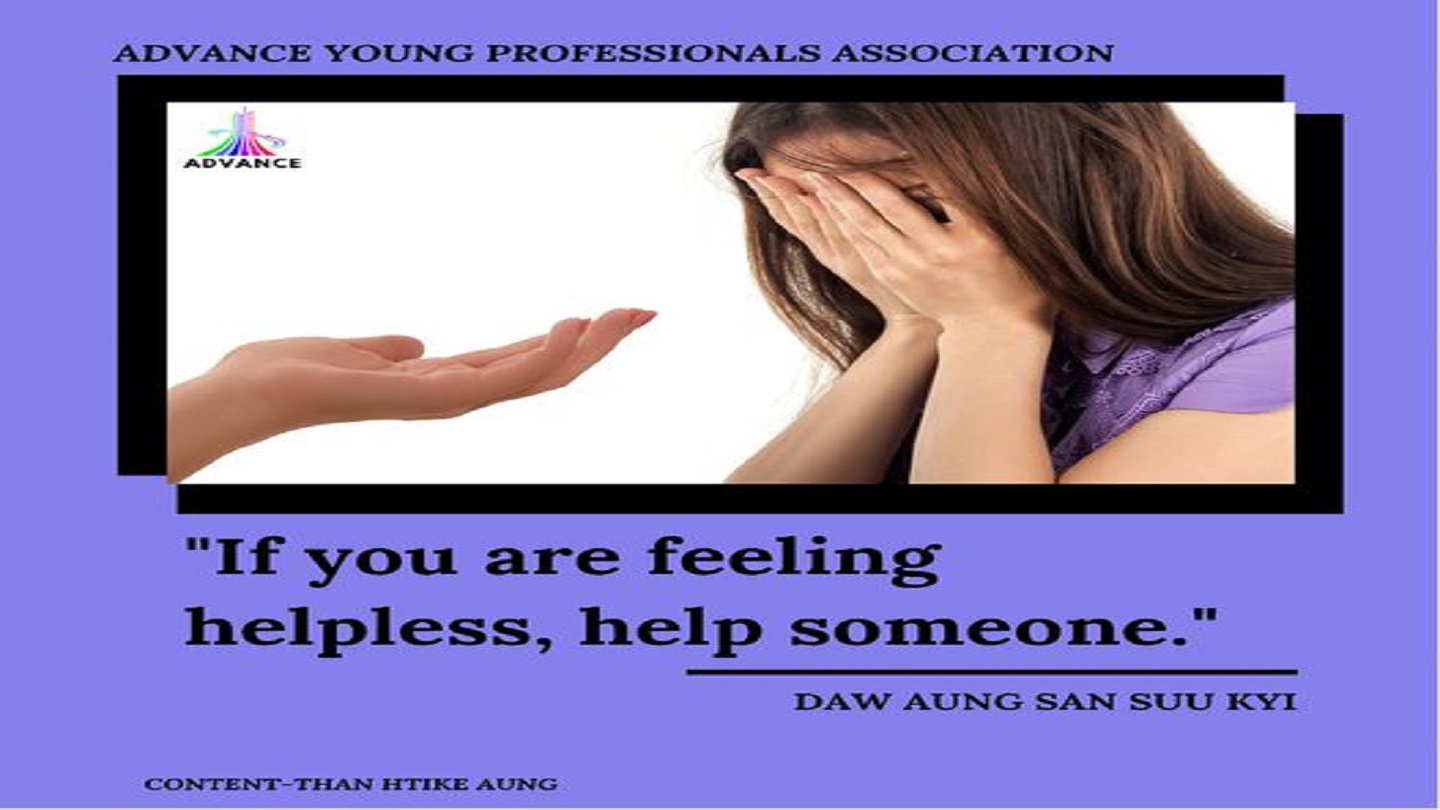 ADVANCE YOUNG PROFESSIONALS ASSOCIATION
ADVANCE
"If you are feeling
helpless, help someone."
DAW AUNG SAN SUU KYI
CONTENT-THAN HTIKE AUNG